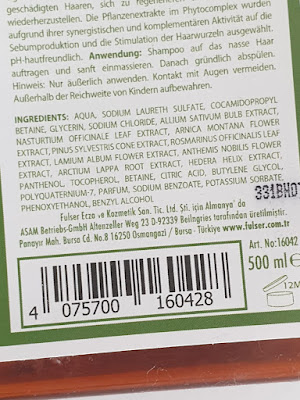 geschädigten Haaren, sich zu regenerieren
wiederherzustellen. Die Pflanzenextrakte im Phytocomplex wurden
aufgrund ihrer synergistischen und komplementären Aktivität auf die
Sebumproduktion und die Stimulation der Haarwurzeln ausgewählt.
pH-hautfreundlich. Anwendung: Shampoo auf das nasse Haar
auftragen und sanft einmassieren. Danach gründlich abspülen.
Hinweis: Nur äußerlich anwenden. Kontakt mit Augen vermeiden.
Außerhalb der Reichweite von Kindern aufbewahren.
INGREDIENTS: AQUA, SODIUM LAURETH SULFATE, COCAMIDOPROPYL
BETAINE, GLYCERIN, SODIUM CHLORIDE, ALLIUM SATIVUM BULB EXTRACT,
NASTURTIUM OFFICINALE LEAF EXTRACT, ARNICA MONTANA FLOWER
EXTRACT, PINUS SYLVESTRIS CONE EXTRACT, ROSMARINUS OFFICINALIS LEAF
EXTRACT, LAMIUM ALBUM FLOWER EXTRACT, ANTHEMIS NOBILIS FLOWER
EXTRACT, ARCTIUM LAPPA ROOT EXTRACT, HEDERA HELIX EXTRACT,
PANTHENOL, TOCOPHEROL, BETAINE, CITRIC ACID, BUTYLENE GLYCOL,
POLYQUATERNIUM-7, PARFUM, SODIUM BENZOATE, POTASSIUM SORBATE,
PHENOXYETHANOL, BENZYL ALCOHOL
Fulser Ecza ve Kozmetik San. Tic. Ltd. Şti. için Almanya'da
ASAM Betriebs-GmbH Altenzeller Weg 23 D-92339 Beilngries tarafından üretilmiştir.
Panayır Mah. Bursa Cd. No.8 16250 Osmangazi / Bursa - Türkiye www.fulser.com.tr
Art. No: 16042
500 ml e
12M
4 075700 160428